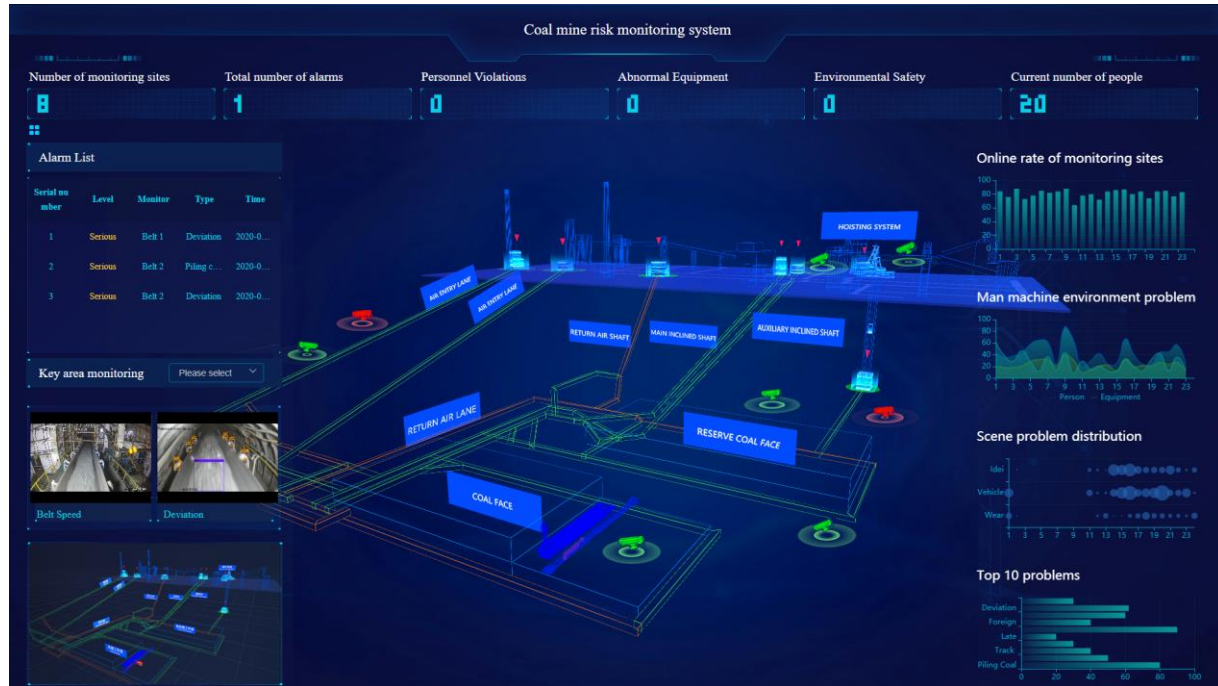 Coal mine risk monitoring system
Number of monitoring sites
Total number of alarms
Personnel Violations
Abnormal Equipment
Environmental Safety
Current number of people
8
1
0
0
0
20
Alarm List
Serial nu
mber
Level
Monitor
Type
Time
1 Serious Belt 1 Deviation 2020-0...
2 Serious Belt 2 Piling c... 2020-0...
3 Serious Belt 2 Deviation 2020-0...
Key area monitoring
Please select
Belt Speed
Deviation
HOISTING SYSTEM
AIR ENTRY LANE
AIR ENTRY LANE
RETURN AIR SHAFT
MAIN INCLINED SHAFT
AUXILIARY INCLINED SHAFT
RETURN AIR LANE
RESERVE COAL FACE
COAL FACE
Online rate of monitoring sites
100
80
60
40
20
0
1 3 5 7 9 11 13 15 17 19 21 23
Man machine environment problem
100
80
60
40
20
0
1 3 5 7 9 11 13 15 17 19 21 23
Person Equipment
Scene problem distribution
Idei
Vehicle
Wear
1 3 5 7 9 11 13 15 17 19 21 23
Top 10 problems
Deviation
Foreign
Late
Track
Piling Coal
0 20 40 60 80 100